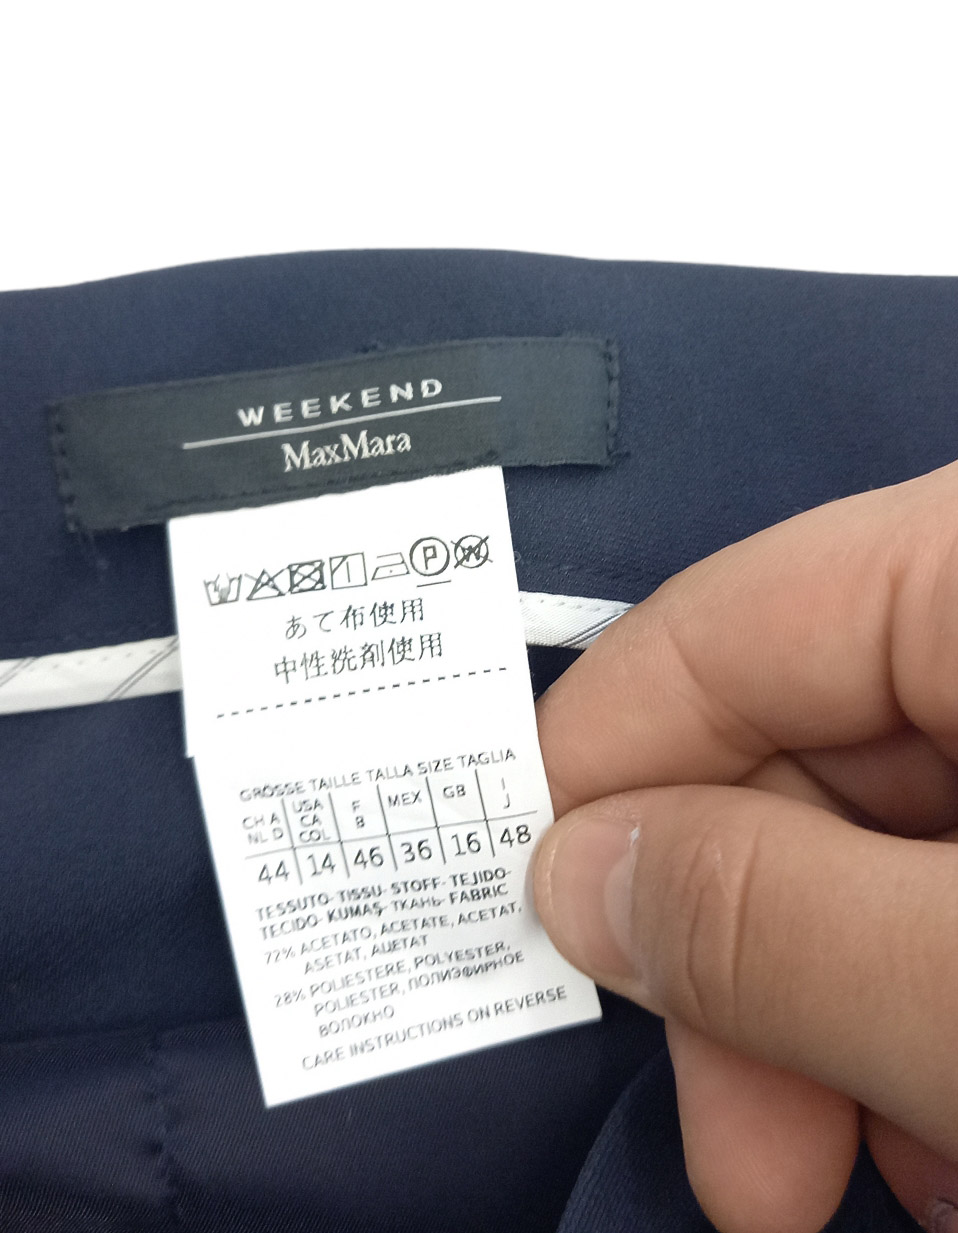 WEEKEND
MaxMara
P W
あて布使用
中性洗剤使用
GRÖSSE TAILLE TALLA SIZE TAGLIA
CH A NL D USA CA COL F B MEX GB I J
44 14 46 36 16 48
TESSUTO- TISSU- STOFF- TEJIDO-
TECIDO- KUMAŞ- ТКАНЬ- FABRIC
72% ACETATO, ACETATE, ACETAT,
ASETAT, АЦЕТАТ
28% POLIESTERE, POLYESTER,
POLIESTER, ПОЛИЭФИРНОЕ
ВОЛОКНО
CARE INSTRUCTIONS ON REVERSE